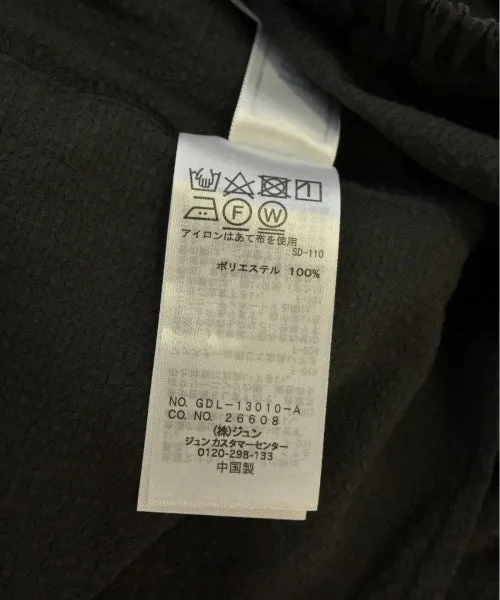 F W
アイロンはあて布を使用
SD-110
ポリエステル 100%
NO. GDL-13010-A
CO. NO. 26608
(株)ジュン
ジュンカスタマーセンター
0120-298-133
中国製